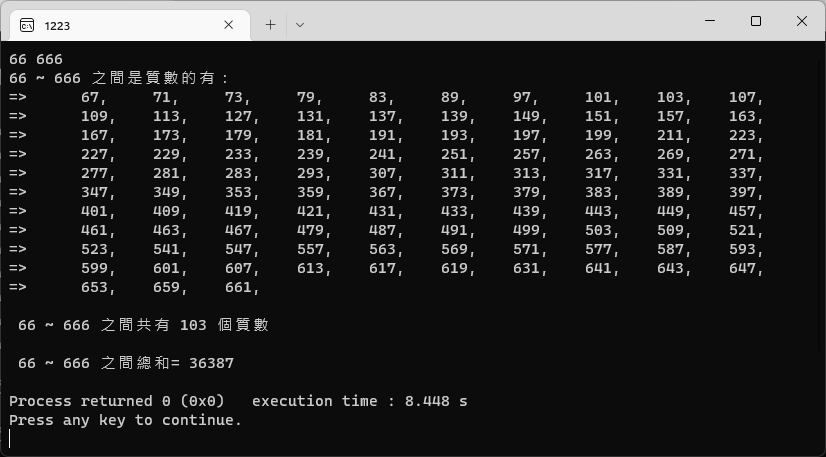 1223
66 666
66 ~ 666 之間是質數的有：
=>      67,     71,     73,     79,     83,     89,     97,     101,    103,    107,
=>      109,    113,    127,    131,    137,    139,    149,    151,    157,    163,
=>      167,    173,    179,    181,    191,    193,    197,    199,    211,    223,
=>      227,    229,    233,    239,    241,    251,    257,    263,    269,    271,
=>      277,    281,    283,    293,    307,    311,    313,    317,    331,    337,
=>      347,    349,    353,    359,    367,    373,    379,    383,    389,    397,
=>      401,    409,    419,    421,    431,    433,    439,    443,    449,    457,
=>      461,    463,    467,    479,    487,    491,    499,    503,    509,    521,
=>      523,    541,    547,    557,    563,    569,    571,    577,    587,    593,
=>      599,    601,    607,    613,    617,    619,    631,    641,    643,    647,
=>      653,    659,    661,
66 ~ 666 之間共有 103 個質數
66 ~ 666 之間總和= 36387
Process returned 0 (0x0)   execution time : 8.448 s
Press any key to continue.